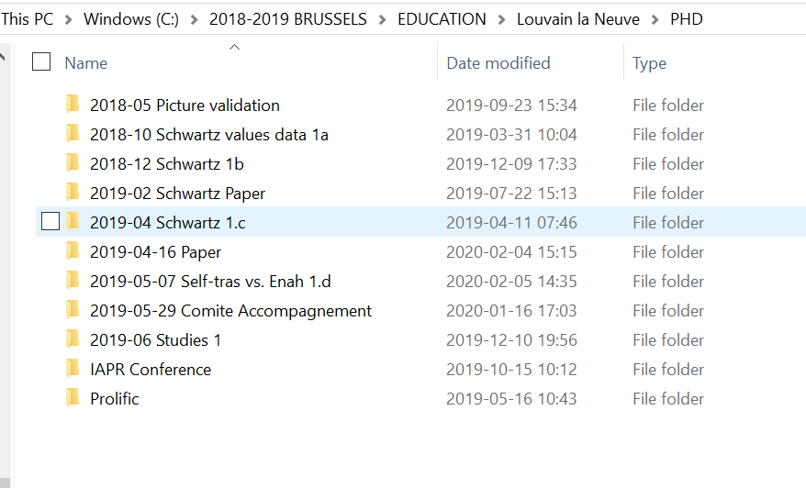 This PC > Windows (C:) > 2018-2019 BRUSSELS > EDUCATION > Louvain la Neuve > PHD
Name Date modified Type
2018-05 Picture validation 2019-09-23 15:34 File folder
2018-10 Schwartz values data 1a 2019-03-31 10:04 File folder
2018-12 Schwartz 1b 2019-12-09 17:33 File folder
2019-02 Schwartz Paper 2019-07-22 15:13 File folder
2019-04 Schwartz 1.c 2019-04-11 07:46 File folder
2019-04-16 Paper 2020-02-04 15:15 File folder
2019-05-07 Self-tras vs. Enah 1.d 2020-02-05 14:35 File folder
2019-05-29 Comite Accompagnement 2020-01-16 17:03 File folder
2019-06 Studies 1 2019-12-10 19:56 File folder
IAPR Conference 2019-10-15 10:12 File folder
Prolific 2019-05-16 10:43 File folder